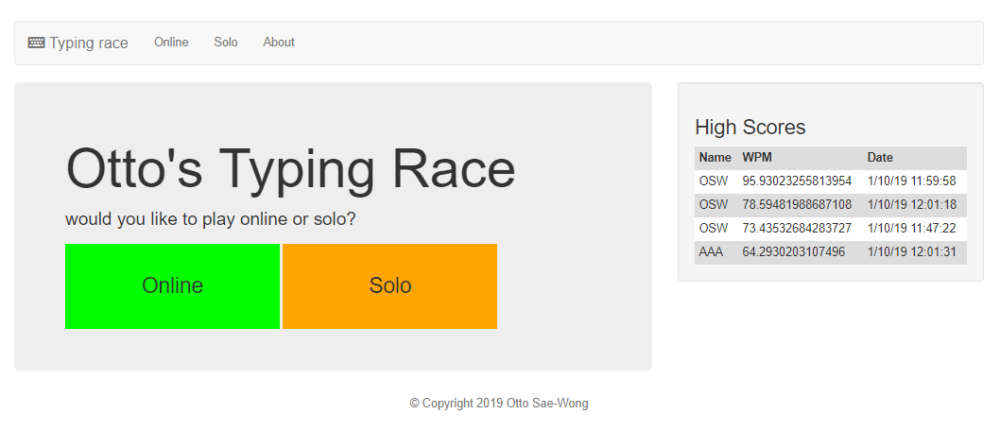 Typing race Online Solo About
Otto's Typing Race
would you like to play online or solo?
Online Solo
High Scores
Name WPM Date
OSW 95.93023255813954 1/10/19 11:59:58
OSW 78.59481988687108 1/10/19 12:01:18
OSW 73.43532684283727 1/10/19 11:47:22
AAA 64.2930203107496 1/10/19 12:01:31
© Copyright 2019 Otto Sae-Wong